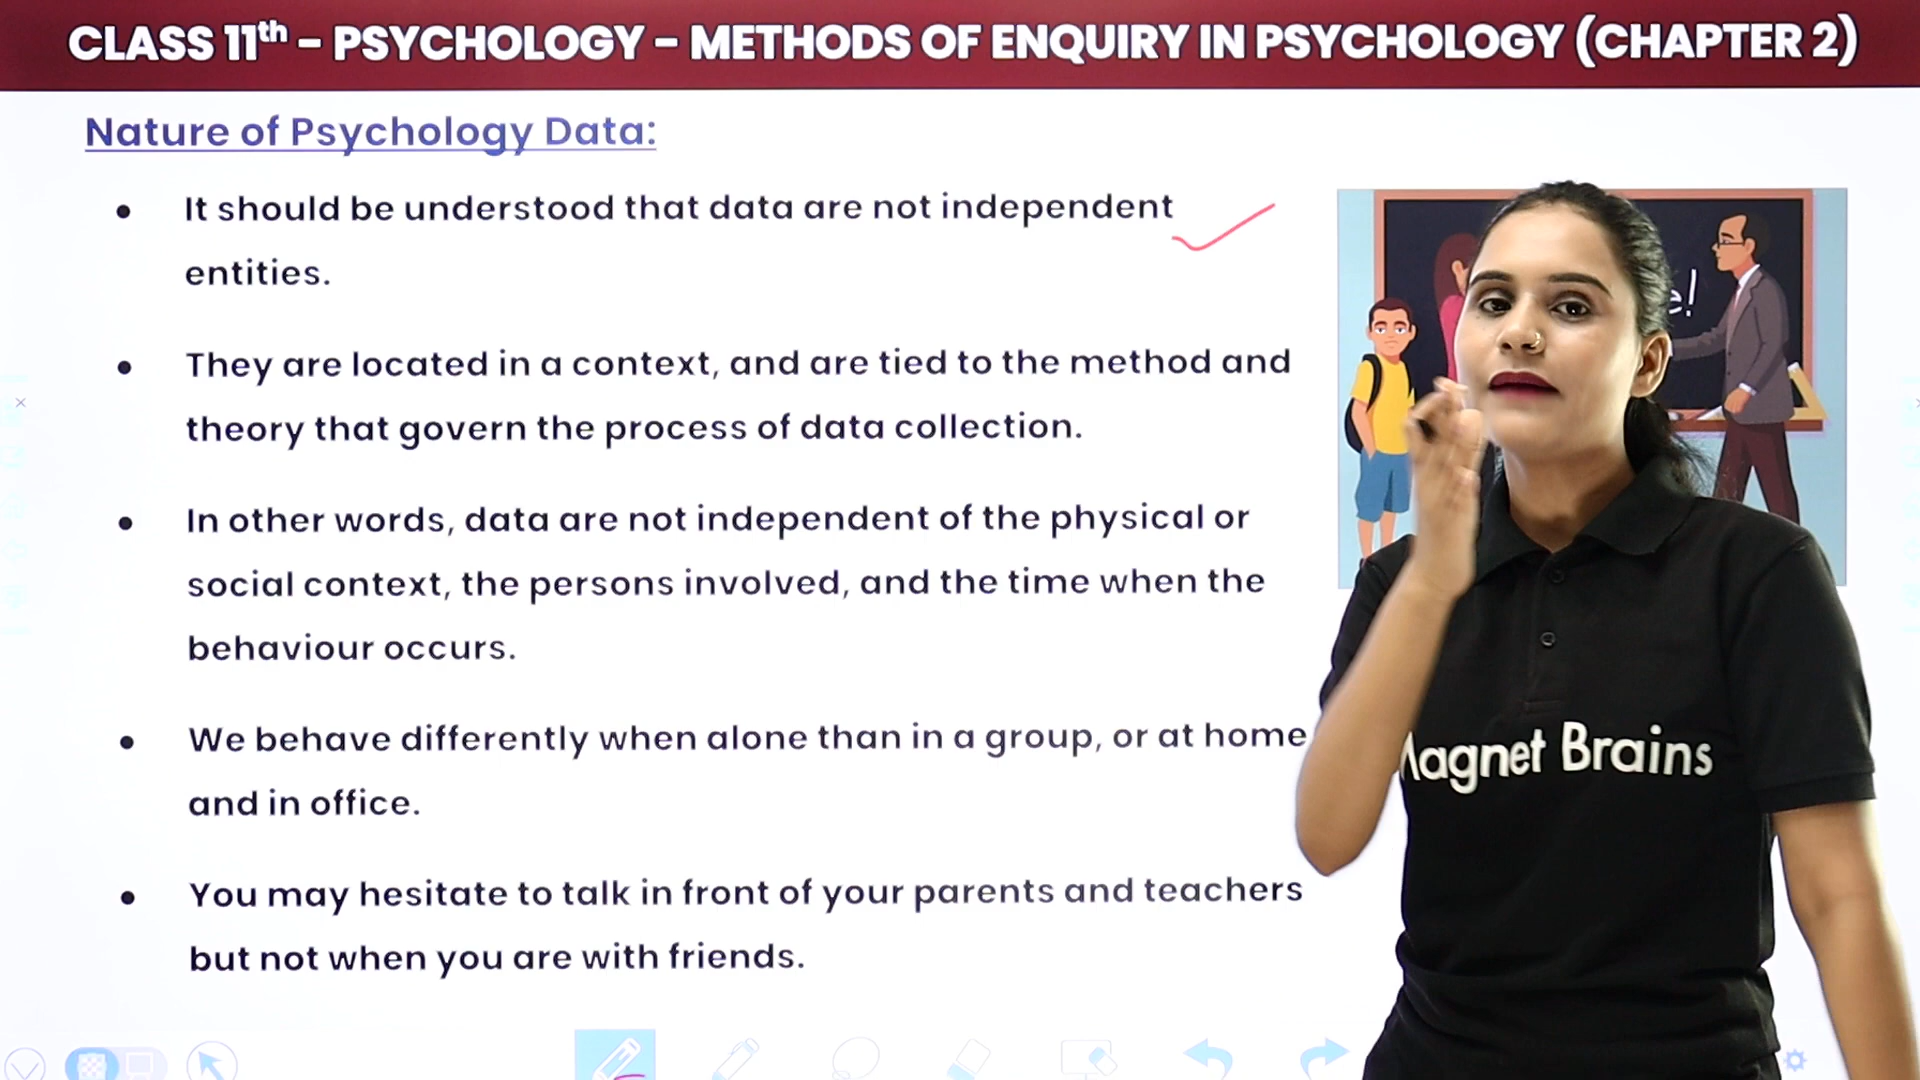 CLASS 11th – PSYCHOLOGY – METHODS OF ENQUIRY IN PSYCHOLOGY (CHAPTER 2)
Nature of Psychology Data:
• It should be understood that data are not independent
entities.
• They are located in a context, and are tied to the method and
theory that govern the process of data collection.
• In other words, data are not independent of the physical or
social context, the persons involved, and the time when the
behaviour occurs.
• We behave differently when alone than in a group, or at home
and in office.
• You may hesitate to talk in front of your parents and teachers
but not when you are with friends.
e!
Magnet Brains